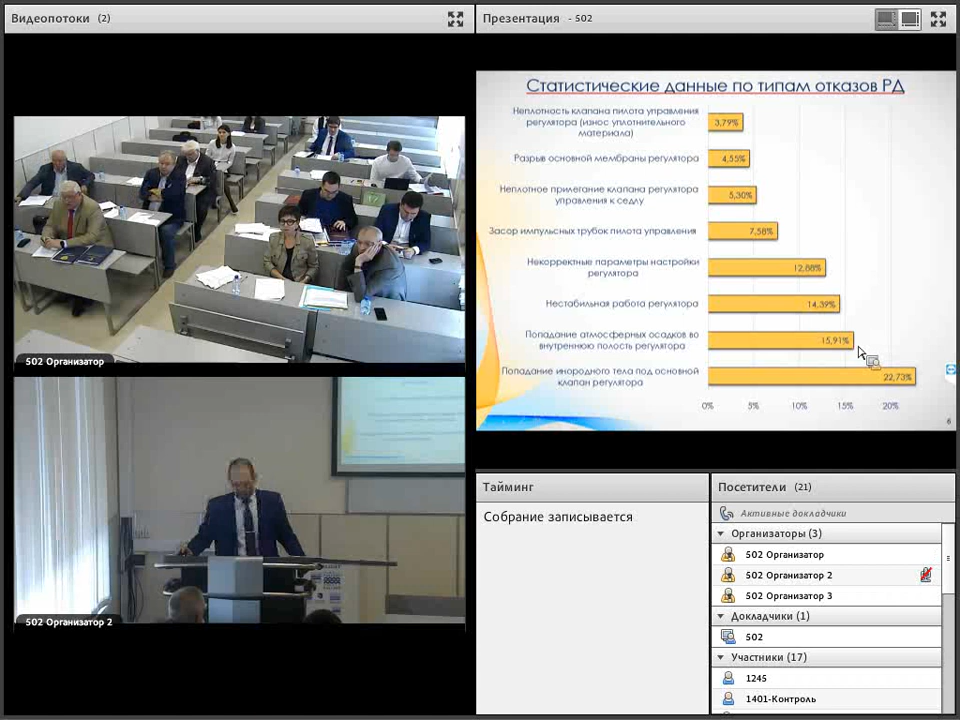 Видеопотоки (2)
502 Организатор
502 Организатор 2
Презентация - 502
Статистические данные по типам отказов РД
Неплотность клапана пилота управления
регулятора (износ уплотнительного
материала)
3,79%
Разрыв основной мембраны регулятора
4,55%
Неплотное прилегание клапана регулятора
управления к седлу
5,30%
Засор импульсных трубок пилота управления
7,58%
Некорректные параметры настройки
регулятора
12,88%
Нестабильная работа регулятора
14,39%
Попадание атмосферных осадков во
внутреннюю полость регулятора
15,91%
Попадание инородного тела под основной
клапан регулятора
22,73%
0% 5% 10% 15% 20%
6
Тайминг
Собрание записывается
Посетители (21)
Активные докладчики
Организаторы (3)
502 Организатор
502 Организатор 2
502 Организатор 3
Докладчики (1)
502
Участники (17)
1245
1401-Контроль